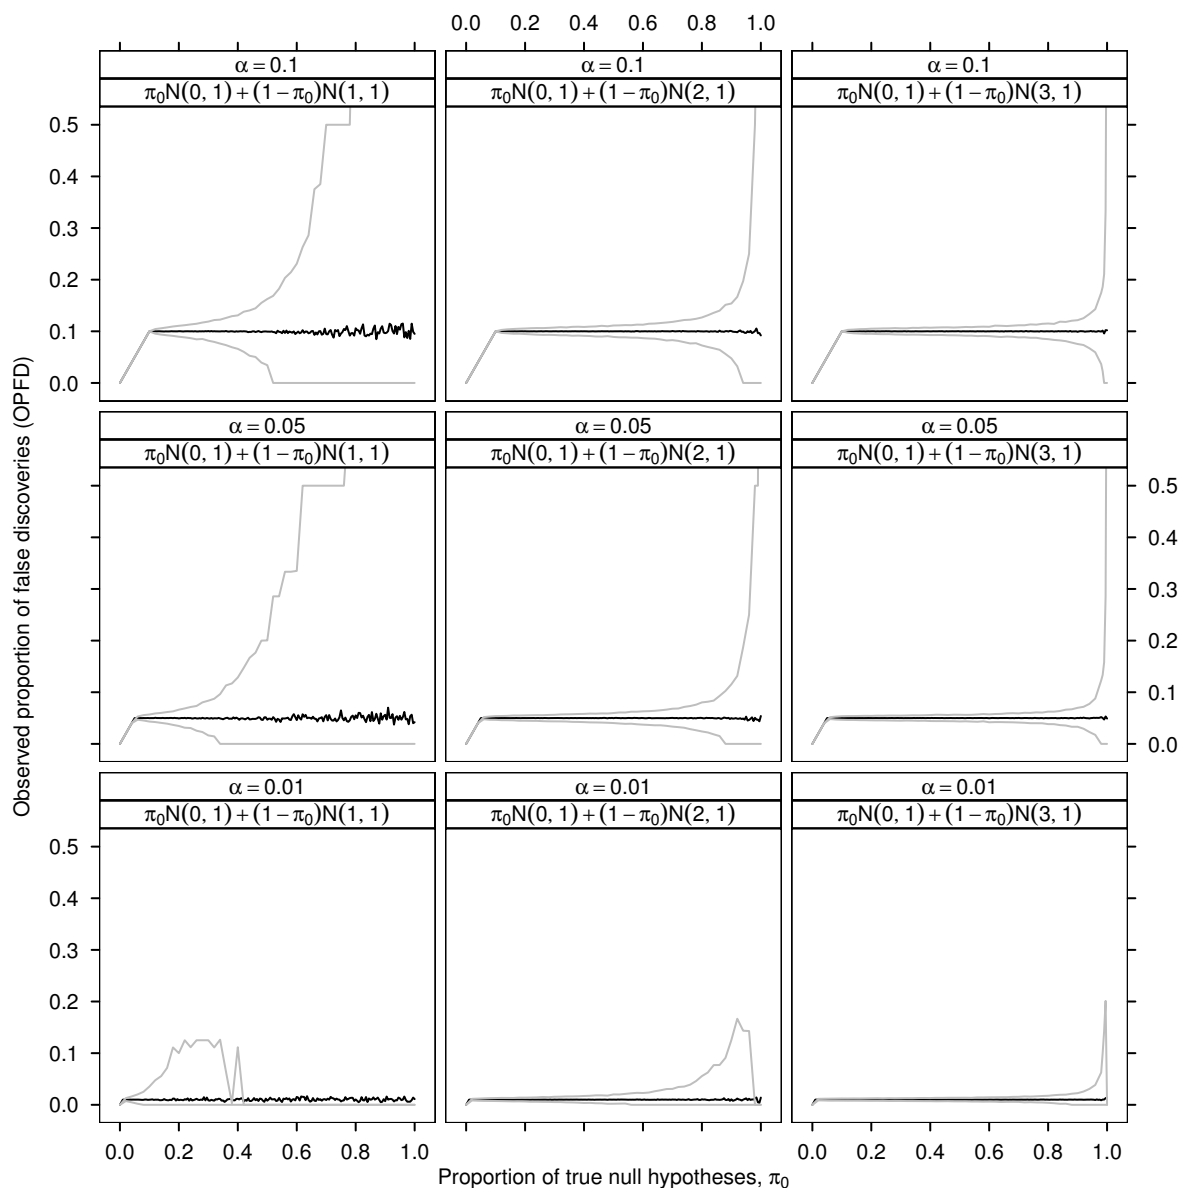 0.0 0.2 0.4 0.6 0.8 1.0
α = 0.1 α = 0.1 α = 0.1
π₀N(0, 1) + (1 − π₀)N(1, 1) π₀N(0, 1) + (1 − π₀)N(2, 1) π₀N(0, 1) + (1 − π₀)N(3, 1)
0.5
0.4
0.3
0.2
0.1
0.0
α = 0.05 α = 0.05 α = 0.05
π₀N(0, 1) + (1 − π₀)N(1, 1) π₀N(0, 1) + (1 − π₀)N(2, 1) π₀N(0, 1) + (1 − π₀)N(3, 1)
0.5
0.4
0.3
0.2
0.1
0.0
α = 0.01 α = 0.01 α = 0.01
π₀N(0, 1) + (1 − π₀)N(1, 1) π₀N(0, 1) + (1 − π₀)N(2, 1) π₀N(0, 1) + (1 − π₀)N(3, 1)
0.5
0.4
0.3
0.2
0.1
0.0
0.0 0.2 0.4 0.6 0.8 1.0 0.0 0.2 0.4 0.6 0.8 1.0
Observed proportion of false discoveries (OPFD)
Proportion of true null hypotheses, π₀